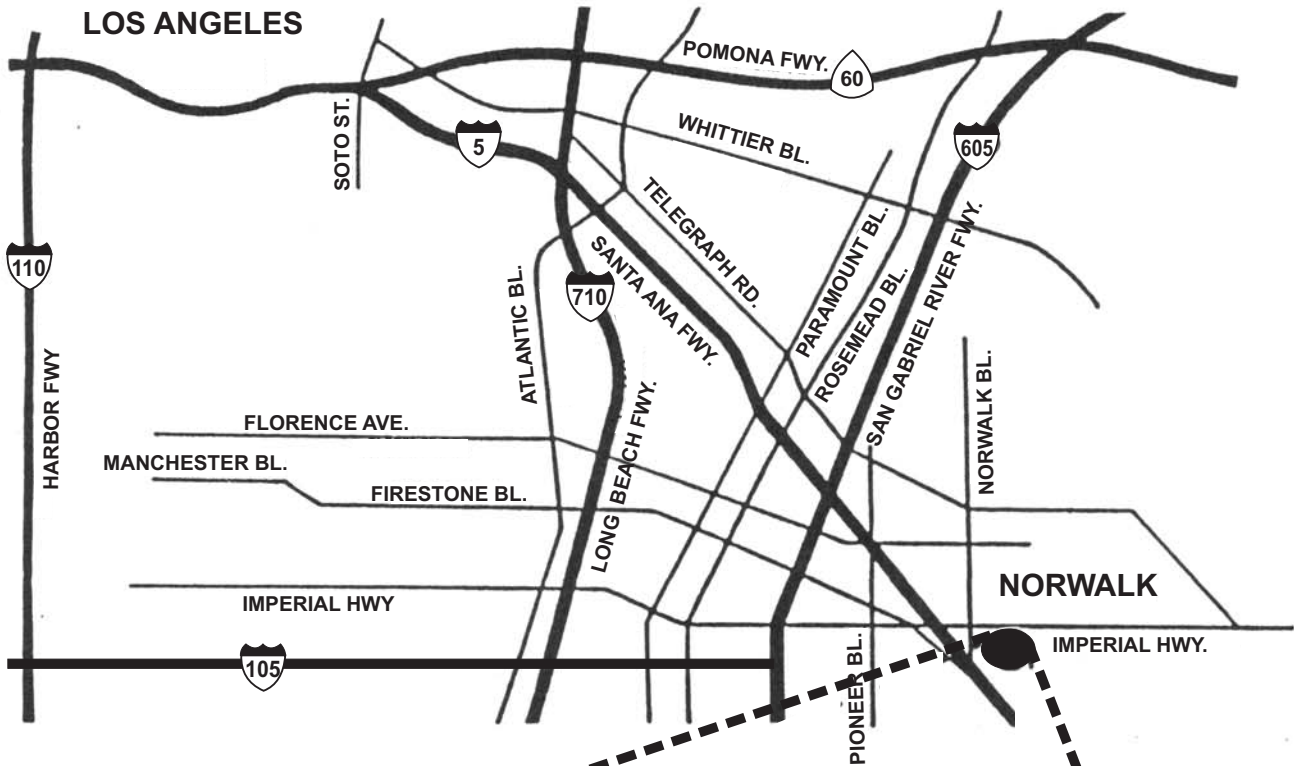 LOS ANGELES
POMONA FWY.
60
SOTO ST.
5
WHITTIER BL.
605
TELEGRAPH RD.
PARAMOUNT BL.
110
SANTA ANA FWY.
ROSEMEAD BL.
SAN GABRIEL RIVER FWY.
710
ATLANTIC BL.
HARBOR FWY
NORWALK BL.
FLORENCE AVE.
LONG BEACH FWY.
MANCHESTER BL.
FIRESTONE BL.
NORWALK
IMPERIAL HWY
IMPERIAL HWY.
105
PIONEER BL.